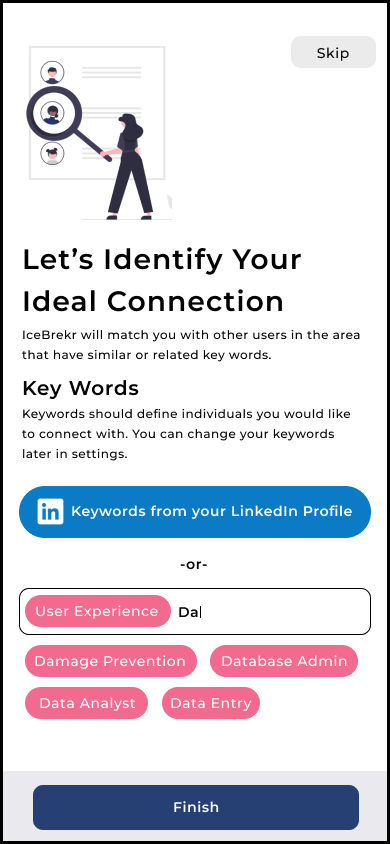 Skip
Let’s Identify Your
Ideal Connection
IceBrekr will match you with other users in the area
that have similar or related key words.
Key Words
Keywords should define individuals you would like
to connect with. You can change your keywords
later in settings.
in Keywords from your LinkedIn Profile
-or-
User Experience Da
Damage Prevention Database Admin
Data Analyst Data Entry
Finish